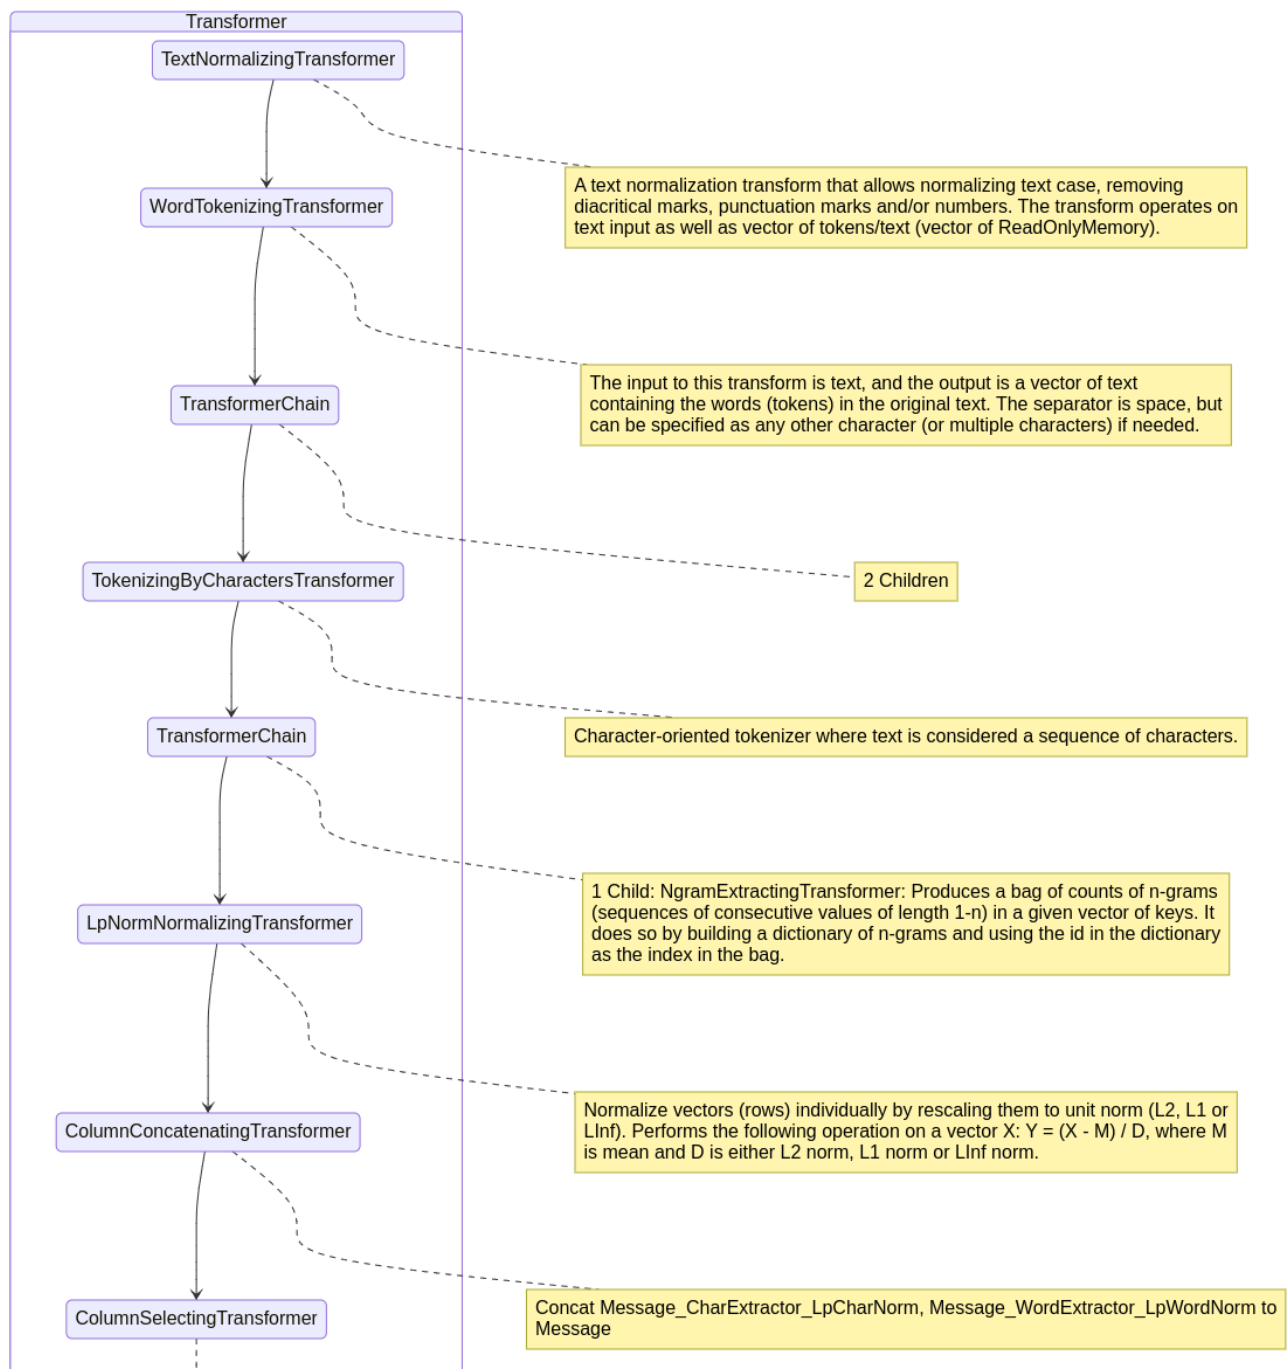 Transformer
TextNormalizingTransformer
A text normalization transform that allows normalizing text case, removing
diacritical marks, punctuation marks and/or numbers. The transform operates on
text input as well as vector of tokens/text (vector of ReadOnlyMemory).
WordTokenizingTransformer
The input to this transform is text, and the output is a vector of text
containing the words (tokens) in the original text. The separator is space, but
can be specified as any other character (or multiple characters) if needed.
TransformerChain
2 Children
TokenizingByCharactersTransformer
Character-oriented tokenizer where text is considered a sequence of characters.
TransformerChain
1 Child: NgramExtractingTransformer: Produces a bag of counts of n-grams
(sequences of consecutive values of length 1-n) in a given vector of keys. It
does so by building a dictionary of n-grams and using the id in the dictionary
as the index in the bag.
LpNormNormalizingTransformer
Normalize vectors (rows) individually by rescaling them to unit norm (L2, L1 or
LInf). Performs the following operation on a vector X: Y = (X - M) / D, where M
is mean and D is either L2 norm, L1 norm or LInf norm.
ColumnConcatenatingTransformer
Concat Message_CharExtractor_LpCharNorm, Message_WordExtractor_LpWordNorm to
Message
ColumnSelectingTransformer